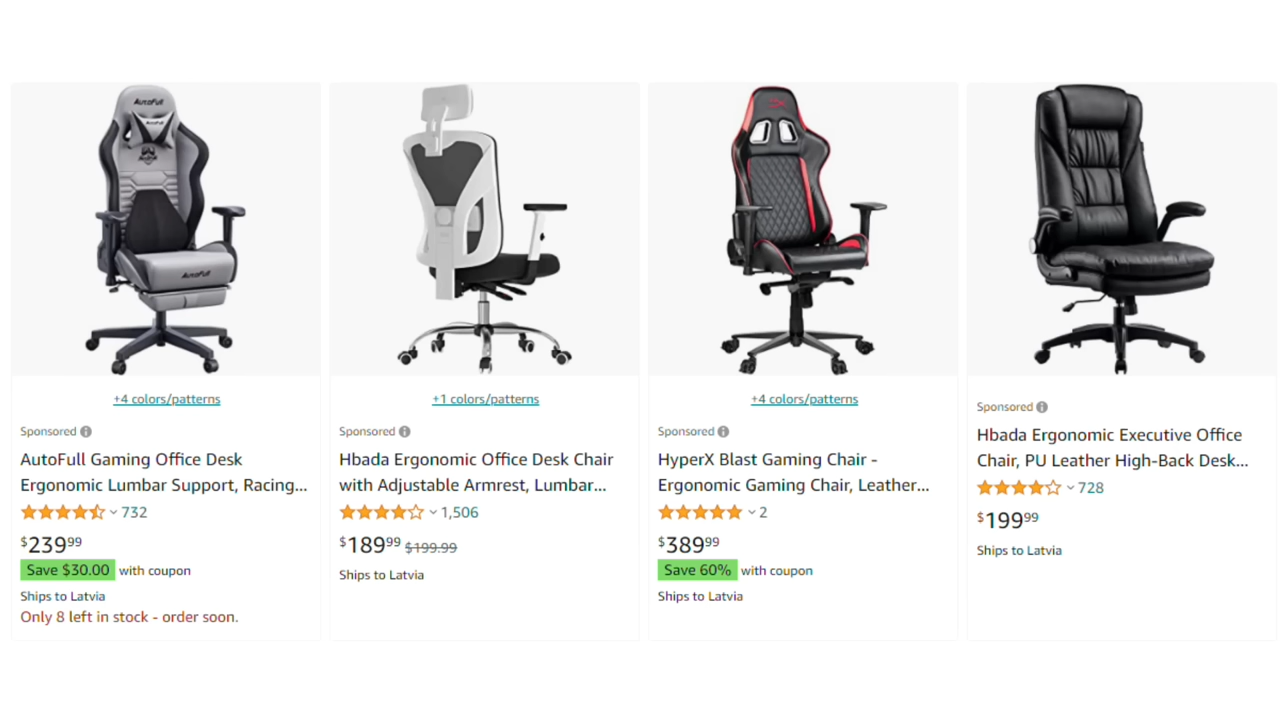 AutoFull
AutoFull
AutoFull
+4 colors/patterns
Sponsored
AutoFull Gaming Office Desk
Ergonomic Lumbar Support, Racing...
732
$239.99
Save $30.00 with coupon
Ships to Latvia
Only 8 left in stock - order soon.
+1 colors/patterns
Sponsored
Hbada Ergonomic Office Desk Chair
with Adjustable Armrest, Lumbar...
1,506
$189.99 $199.99
Ships to Latvia
+4 colors/patterns
Sponsored
HyperX Blast Gaming Chair -
Ergonomic Gaming Chair, Leather...
2
$389.99
Save 60% with coupon
Ships to Latvia
Sponsored
Hbada Ergonomic Executive Office
Chair, PU Leather High-Back Desk...
728
$199.99
Ships to Latvia